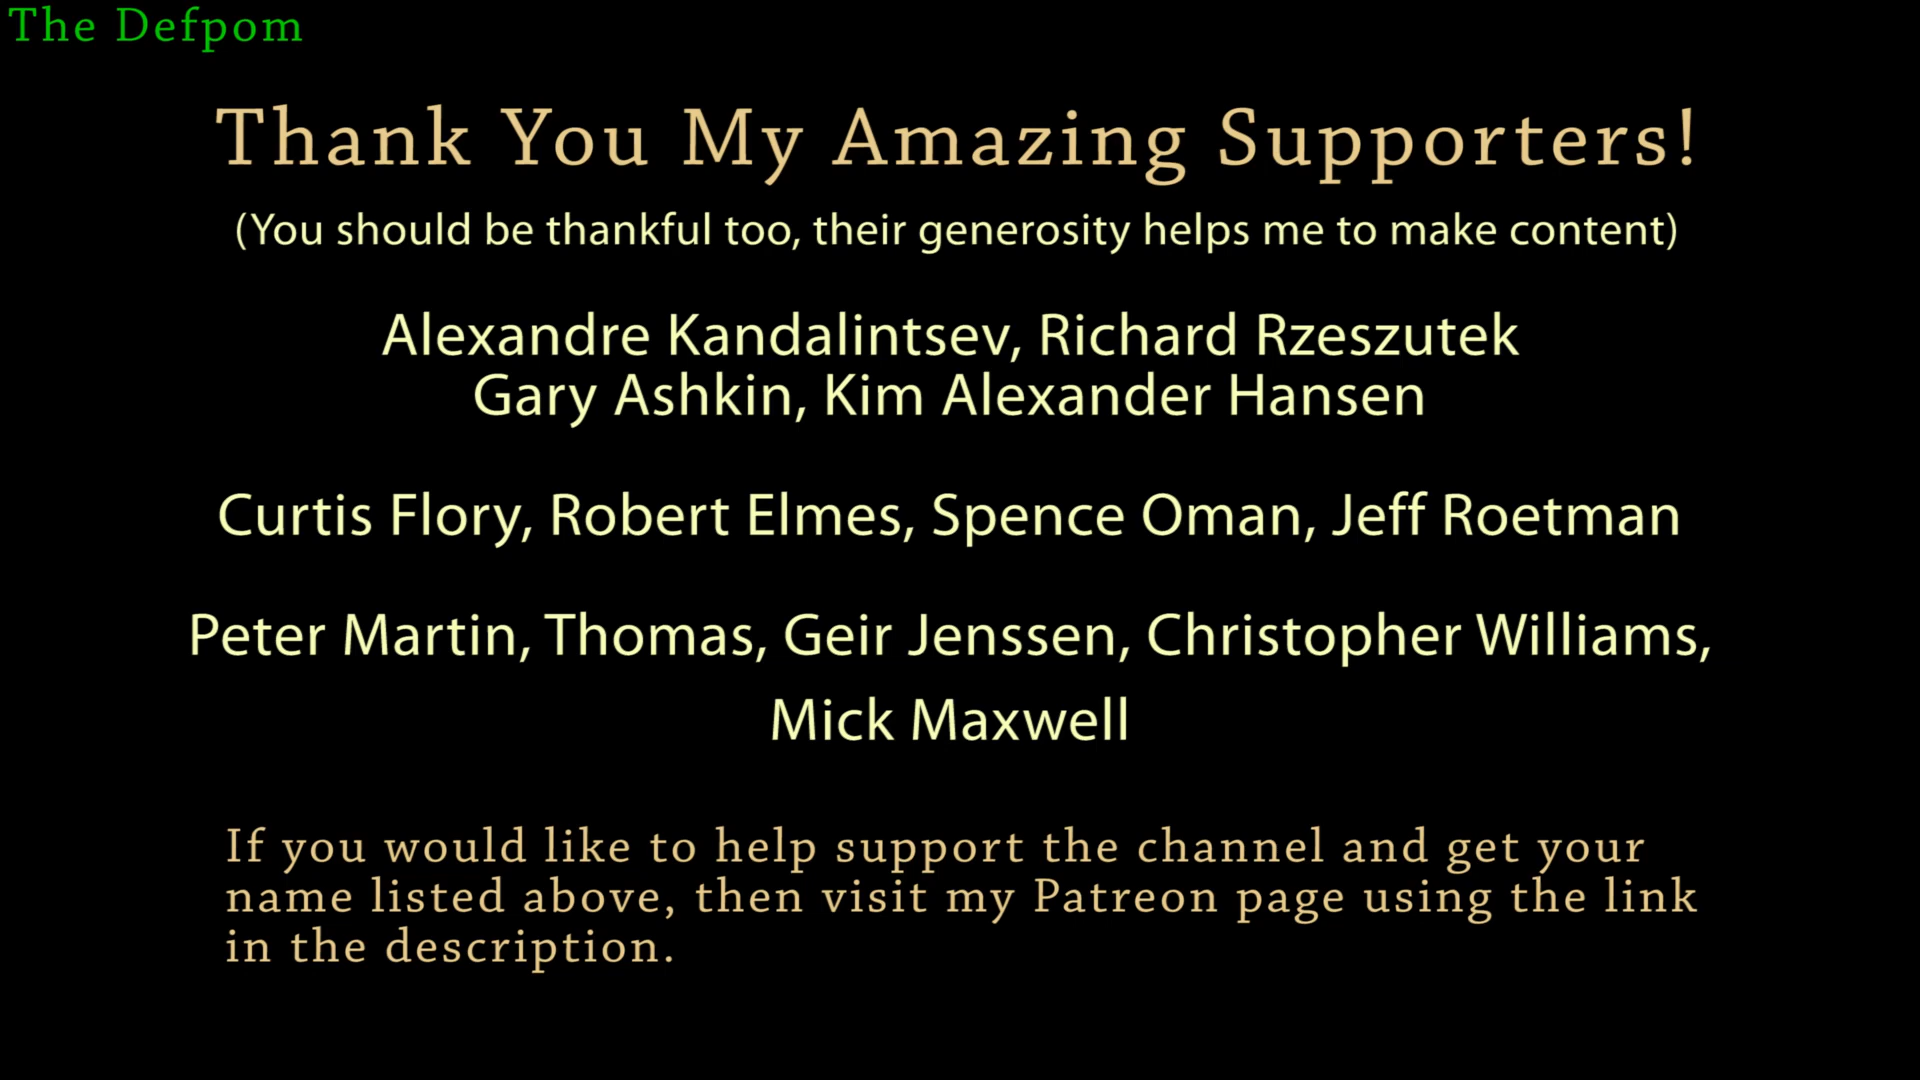 The Defpom
Thank You My Amazing Supporters!
(You should be thankful too, their generosity helps me to make content)
Alexandre Kandalintsev, Richard Rzeszutek
Gary Ashkin, Kim Alexander Hansen
Curtis Flory, Robert Elmes, Spence Oman, Jeff Roetman
Peter Martin, Thomas, Geir Jenssen, Christopher Williams,
Mick Maxwell
If you would like to help support the channel and get your
name listed above, then visit my Patreon page using the link
in the description.